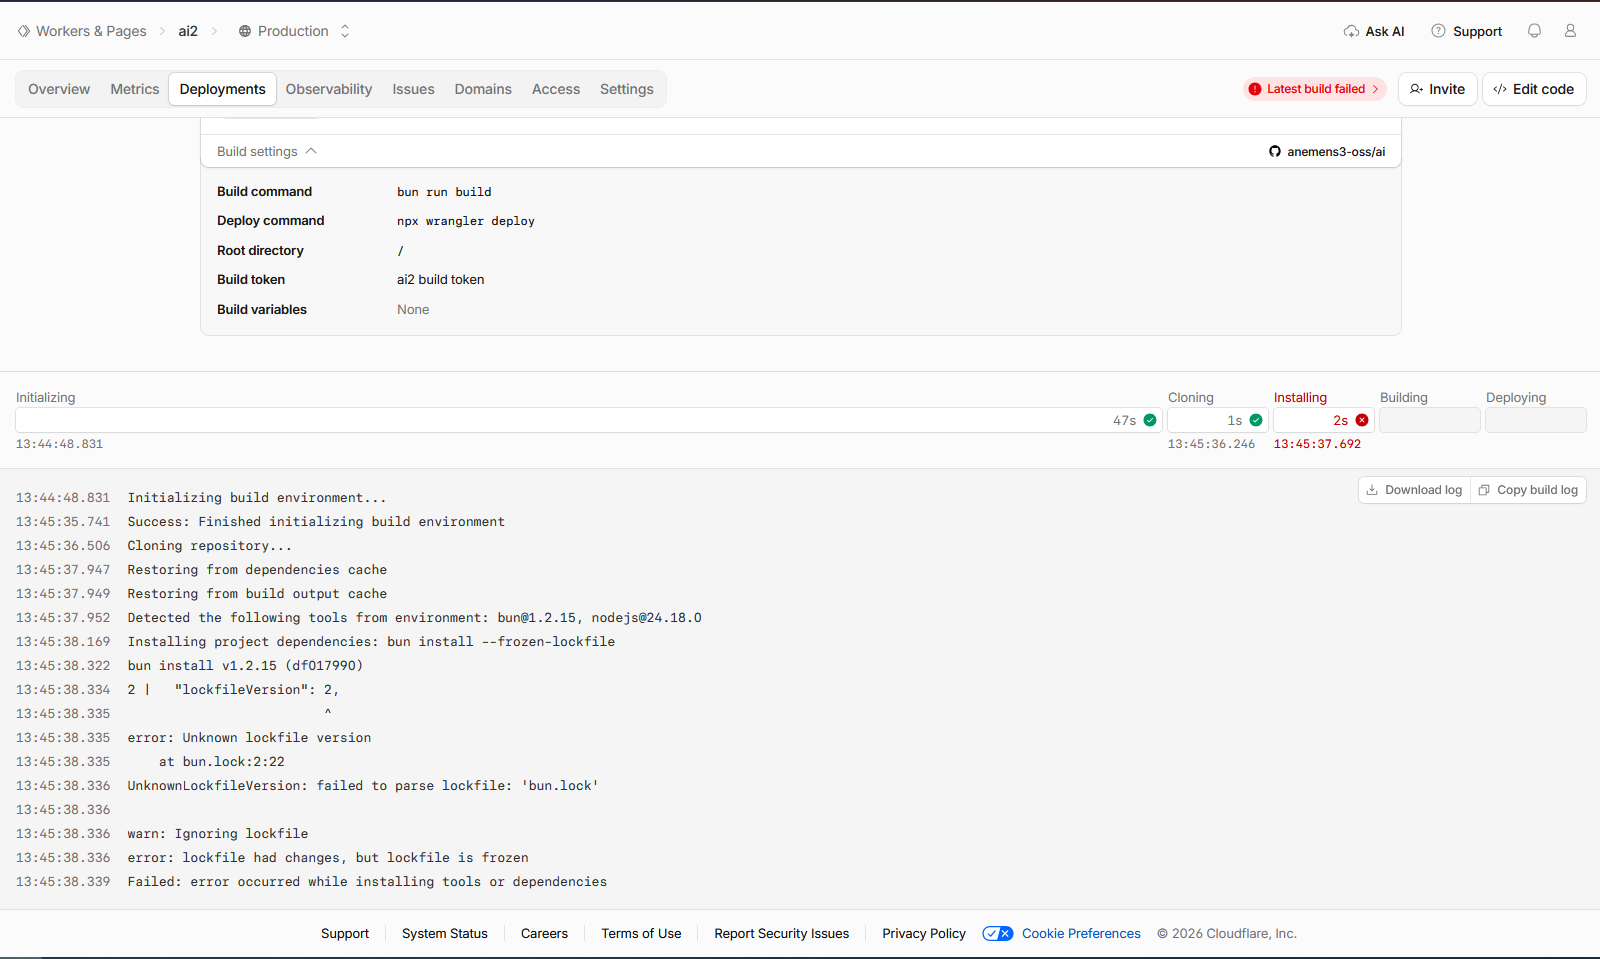 Workers & Pages ai2 Production Ask AI Support
Overview Metrics Deployments Observability Issues Domains Access Settings Latest build failed Invite Edit code
Build settings anemens3-oss/ai
Build command bun run build
Deploy command npx wrangler deploy
Root directory /
Build token ai2 build token
Build variables None
Initializing Cloning Installing Building Deploying
47s 1s 2s
13:44:48.831 13:45:36.246 13:45:37.692
Download log Copy build log
13:44:48.831 Initializing build environment...
13:45:35.741 Success: Finished initializing build environment
13:45:36.506 Cloning repository...
13:45:37.947 Restoring from dependencies cache
13:45:37.949 Restoring from build output cache
13:45:37.952 Detected the following tools from environment: bun@1.2.15, nodejs@24.18.0
13:45:38.169 Installing project dependencies: bun install --frozen-lockfile
13:45:38.322 bun install v1.2.15 (df017990)
13:45:38.334 2 | "lockfileVersion": 2,
13:45:38.335 ^
13:45:38.335 error: Unknown lockfile version
13:45:38.335 at bun.lock:2:22
13:45:38.336 UnknownLockfileVersion: failed to parse lockfile: 'bun.lock'
13:45:38.336
13:45:38.336 warn: Ignoring lockfile
13:45:38.336 error: lockfile had changes, but lockfile is frozen
13:45:38.339 Failed: error occurred while installing tools or dependencies
Support System Status Careers Terms of Use Report Security Issues Privacy Policy Cookie Preferences © 2026 Cloudflare, Inc.